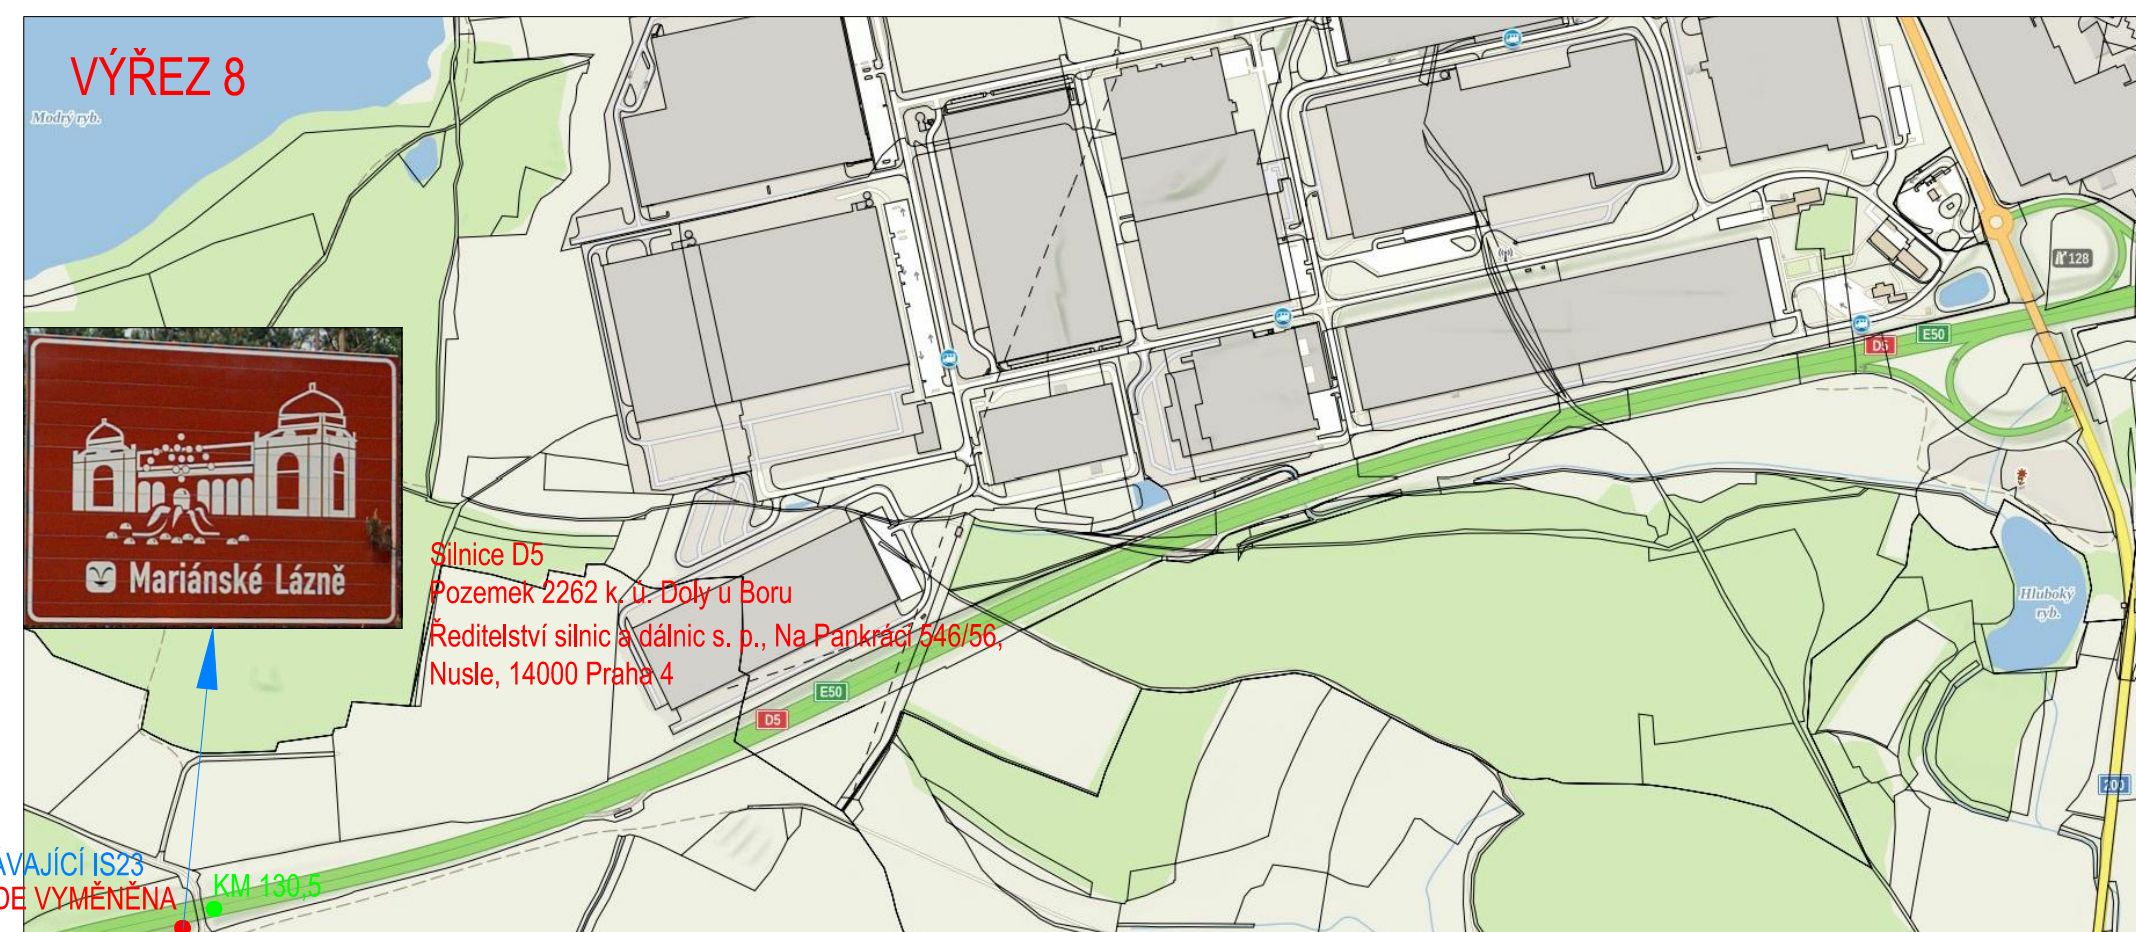 VÝŘEZ 8
Modrý ryb.
128
E50
D5
Mariánské Lázně
Silnice D5
Pozemek 2262 k. ú. Doly u Boru
Ředitelství silnic a dálnic s. p., Na Pankráci 546/56,
Nusle, 14000 Praha 4
Hluboký
ryb.
E50
D5
200
AVAJÍCÍ IS23
DE VYMĚNĚNA
KM 130,5